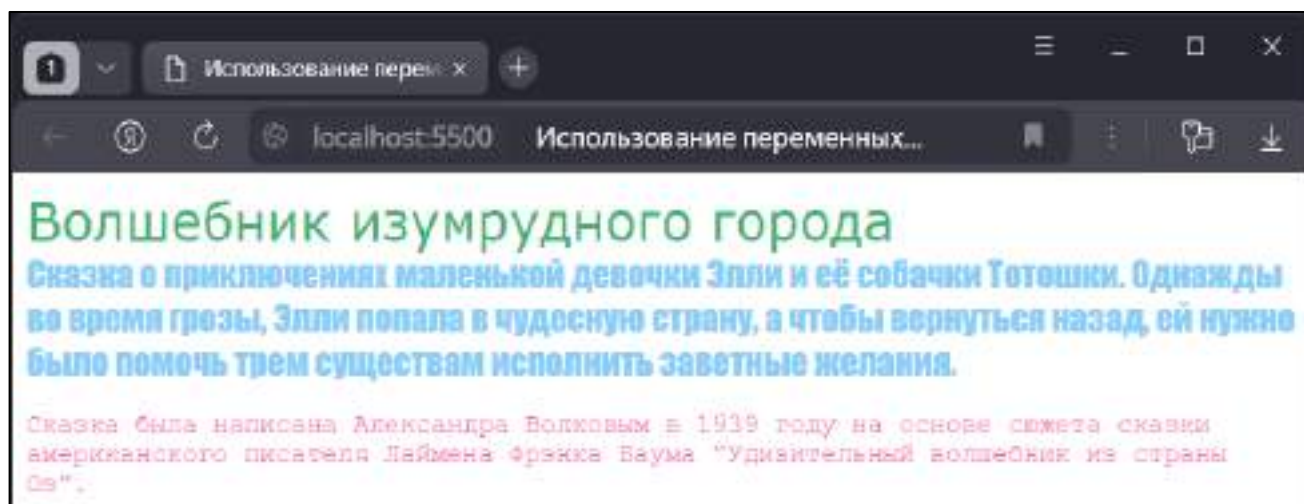 1
Использование перем
localhost:5500 Использование переменных...
Волшебник изумрудного города
Сказка о приключениях маленькой девочки Элли и её собачки Тотошки. Однажды
во время грозы, Элли попала в чудесную страну, а чтобы вернуться назад, ей нужно
было помочь трем существам исполнить заветные желания.
Сказка была написана Александра Волковым в 1939 году на основе сюжета сказки
американского писателя Лаймена Фрэнка Баума "Удивительный волшебник из страны
Оз".